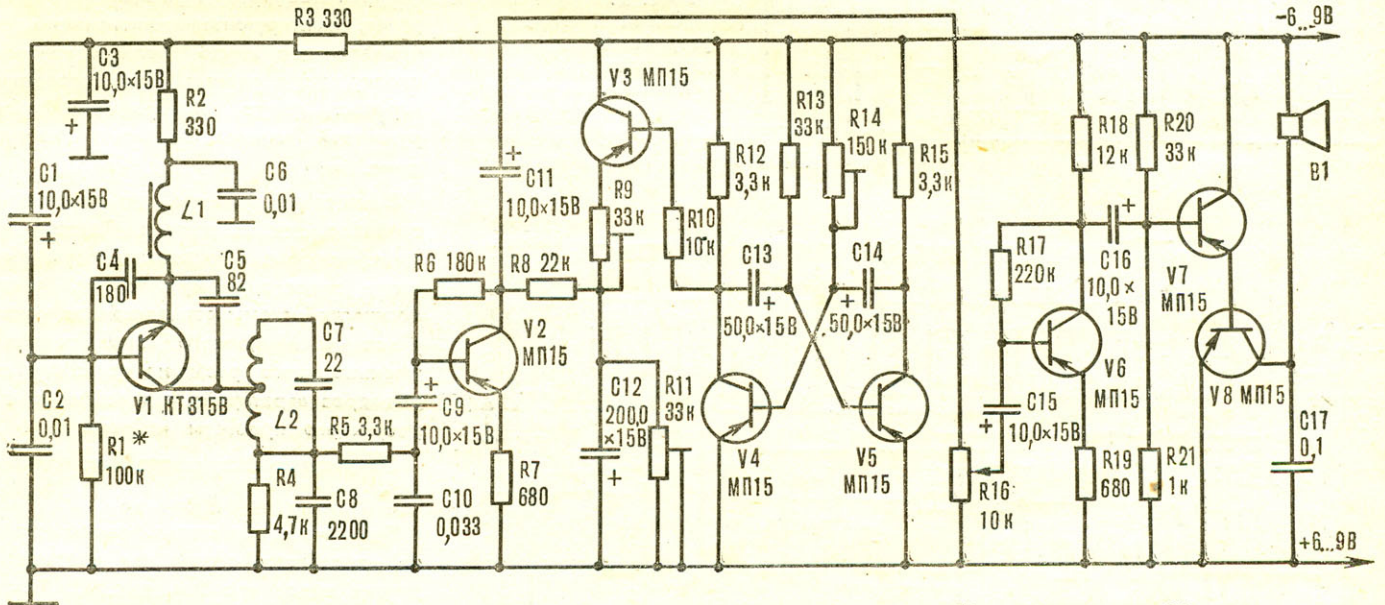 R3 330
−6...9В
C3
10,0×15В
R2
330
C1
10,0×15В
C6
0,01
L1
C4
180
C5
82
V1 КТ315В
C2
0,01
R1 *
100к
C7
22
L2
R5 3,3к
R4
4,7к
C8
2200
C10
0,033
R6 180к
R8 22к
C9
10,0×15В
V2
МП15
R7
680
C11
10,0×15В
V3 МП15
R9
33к
R10
10к
C12
200,0
×15В
R11
33к
R12
3,3к
R13
33к
R14
150к
R15
3,3к
C13
50,0×15В
C14
50,0×15В
V4
МП15
V5
МП15
R16
10к
R17
220к
C15
10,0×15В
R18
12к
R20
33к
C16
10,0×
15В
V6
МП15
R19
680
R21
1к
V7
МП15
V8 МП15
В1
C17
0,1
+6...9В